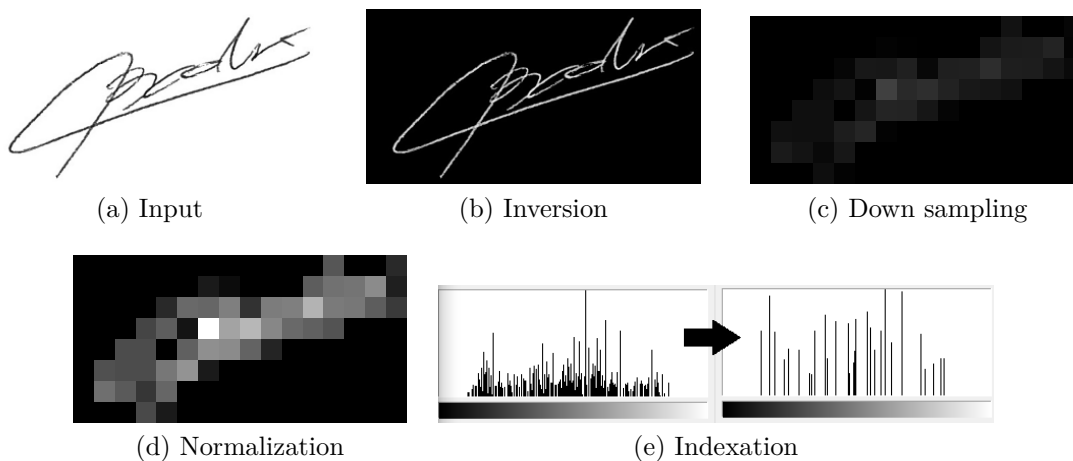 (a) Input
(b) Inversion
(c) Down sampling
(d) Normalization
(e) Indexation